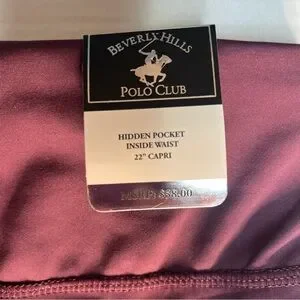 BEVERLY HILLS
POLO CLUB
HIDDEN POCKET
INSIDE WAIST
22" CAPRI
MSRP: $58.00